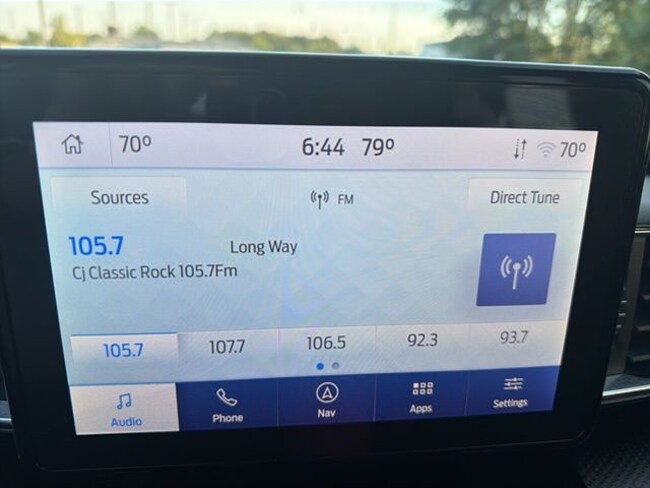 70° 6:44 79° 70°
Sources FM Direct Tune
105.7 Long Way
Cj Classic Rock 105.7Fm
105.7 107.7 106.5 92.3 93.7
Audio Phone Nav Apps Settings